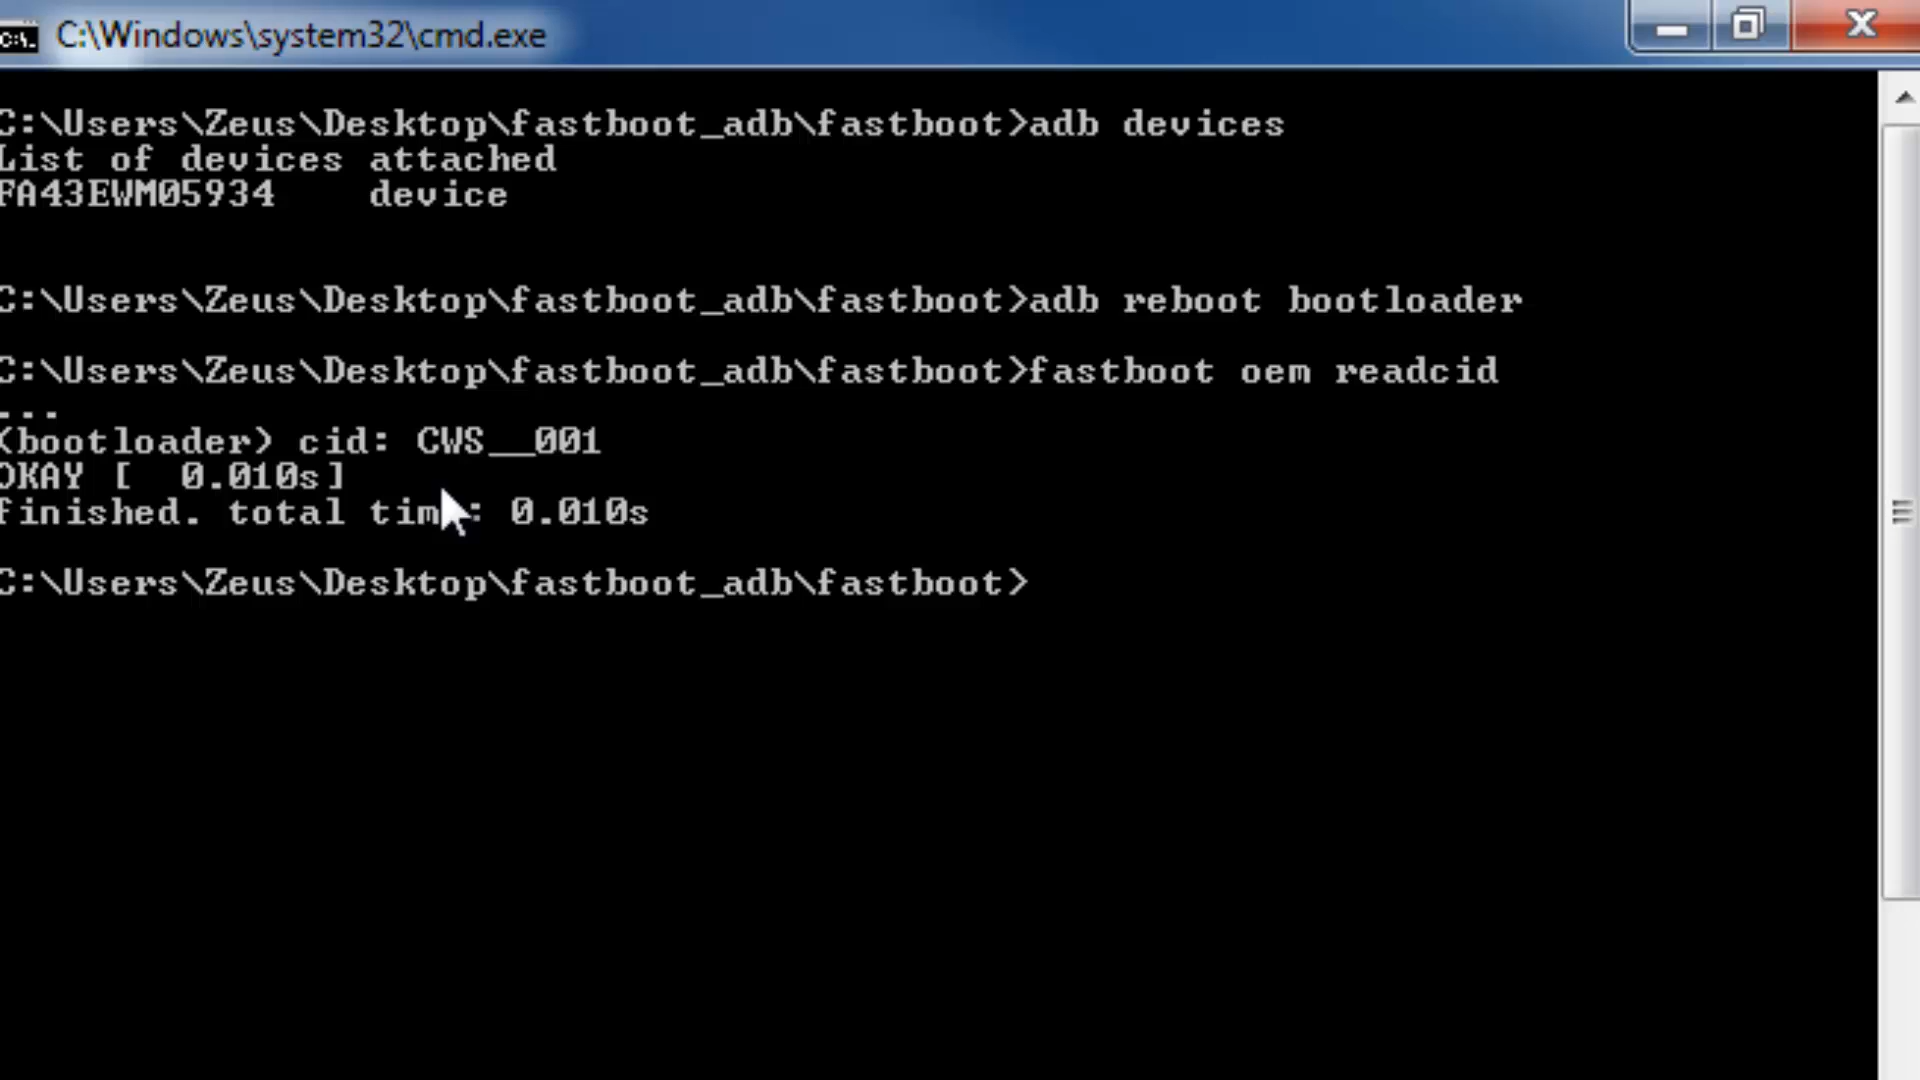 C:\Windows\system32\cmd.exe
C:\Users\Zeus\Desktop\fastboot_adb\fastboot>adb devices
List of devices attached
FA43EWM05934    device
C:\Users\Zeus\Desktop\fastboot_adb\fastboot>adb reboot bootloader
C:\Users\Zeus\Desktop\fastboot_adb\fastboot>fastboot oem readcid
...
(bootloader) cid: CWS__001
OKAY [  0.010s]
finished. total time: 0.010s
C:\Users\Zeus\Desktop\fastboot_adb\fastboot>